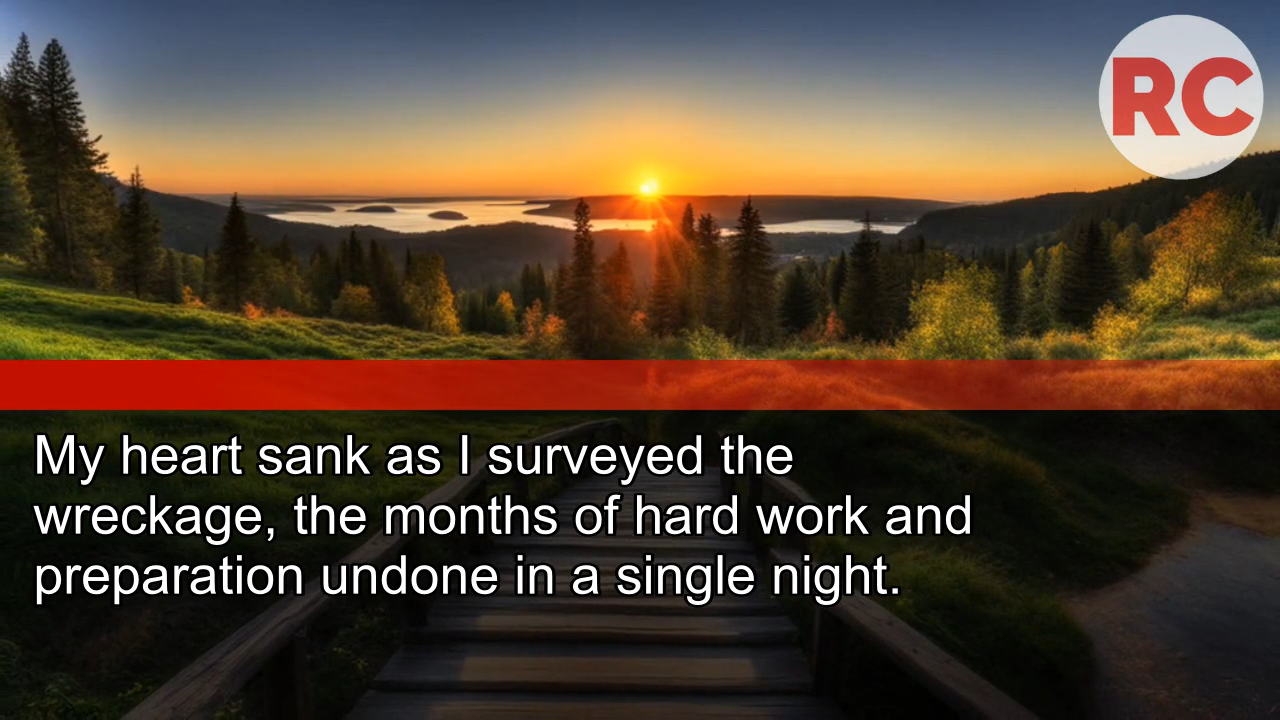 RC
My heart sank as I surveyed the
wreckage, the months of hard work and
preparation undone in a single night.